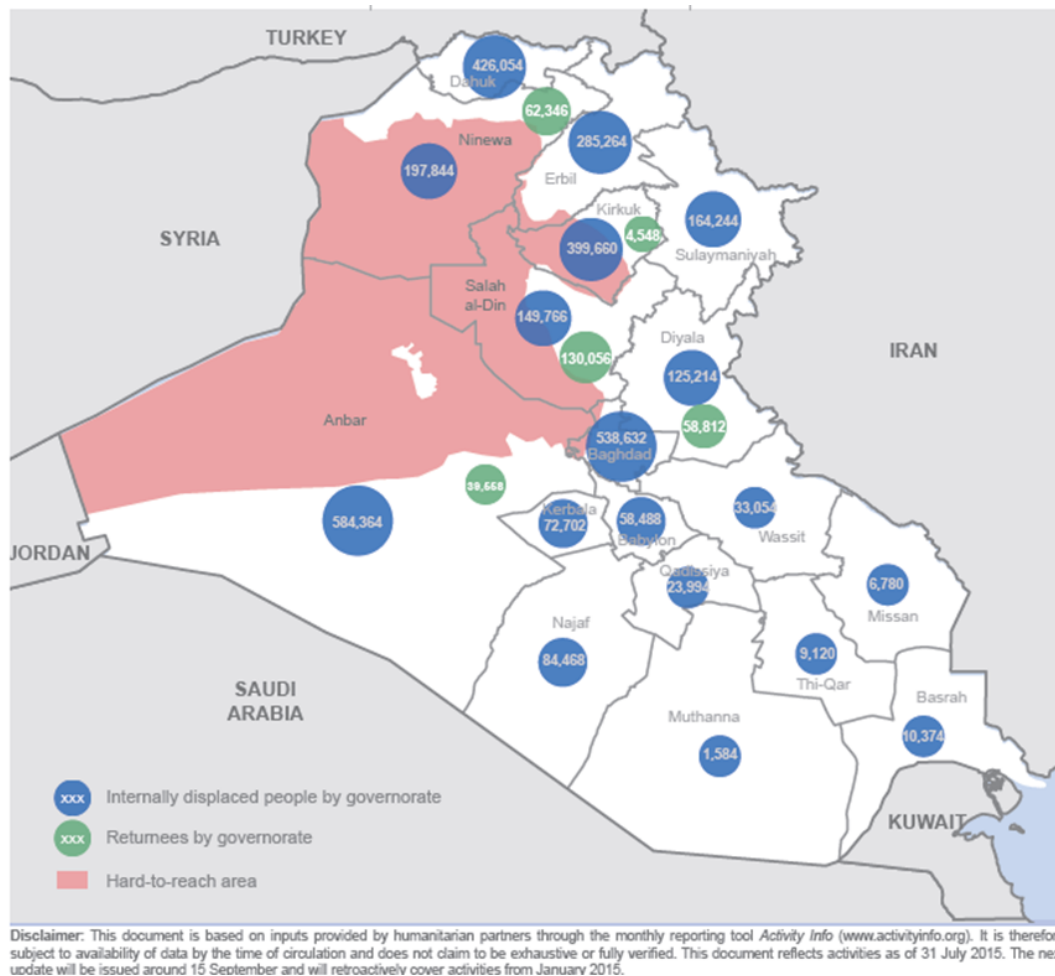 TURKEY
426,054
Dahuk
62,346
Ninewa
285,264
197,844
Erbil
Kirkuk
164,244
SYRIA
4,548
399,660
Sulaymaniyah
Salah
al-Din
149,766
Diyala
130,056
IRAN
125,214
Anbar
58,812
538,632
Baghdad
584,364
Kerbala
72,702
58,488
Babylon
33,054
Wassit
JORDAN
Qadissiya
23,994
6,780
Missan
Najaf
84,468
9,120
Thi-Qar
SAUDI
ARABIA
Basrah
Muthanna
10,374
1,584
xxx Internally displaced people by governorate
xxx Returnees by governorate
Hard-to-reach area
KUWAIT
Disclaimer: This document is based on inputs provided by humanitarian partners through the monthly reporting tool Activity Info (www.activityinfo.org). It is therefor
subject to availability of data by the time of circulation and does not claim to be exhaustive or fully verified. This document reflects activities as of 31 July 2015. The nex
update will be issued around 15 September and will retroactively cover activities from January 2015.